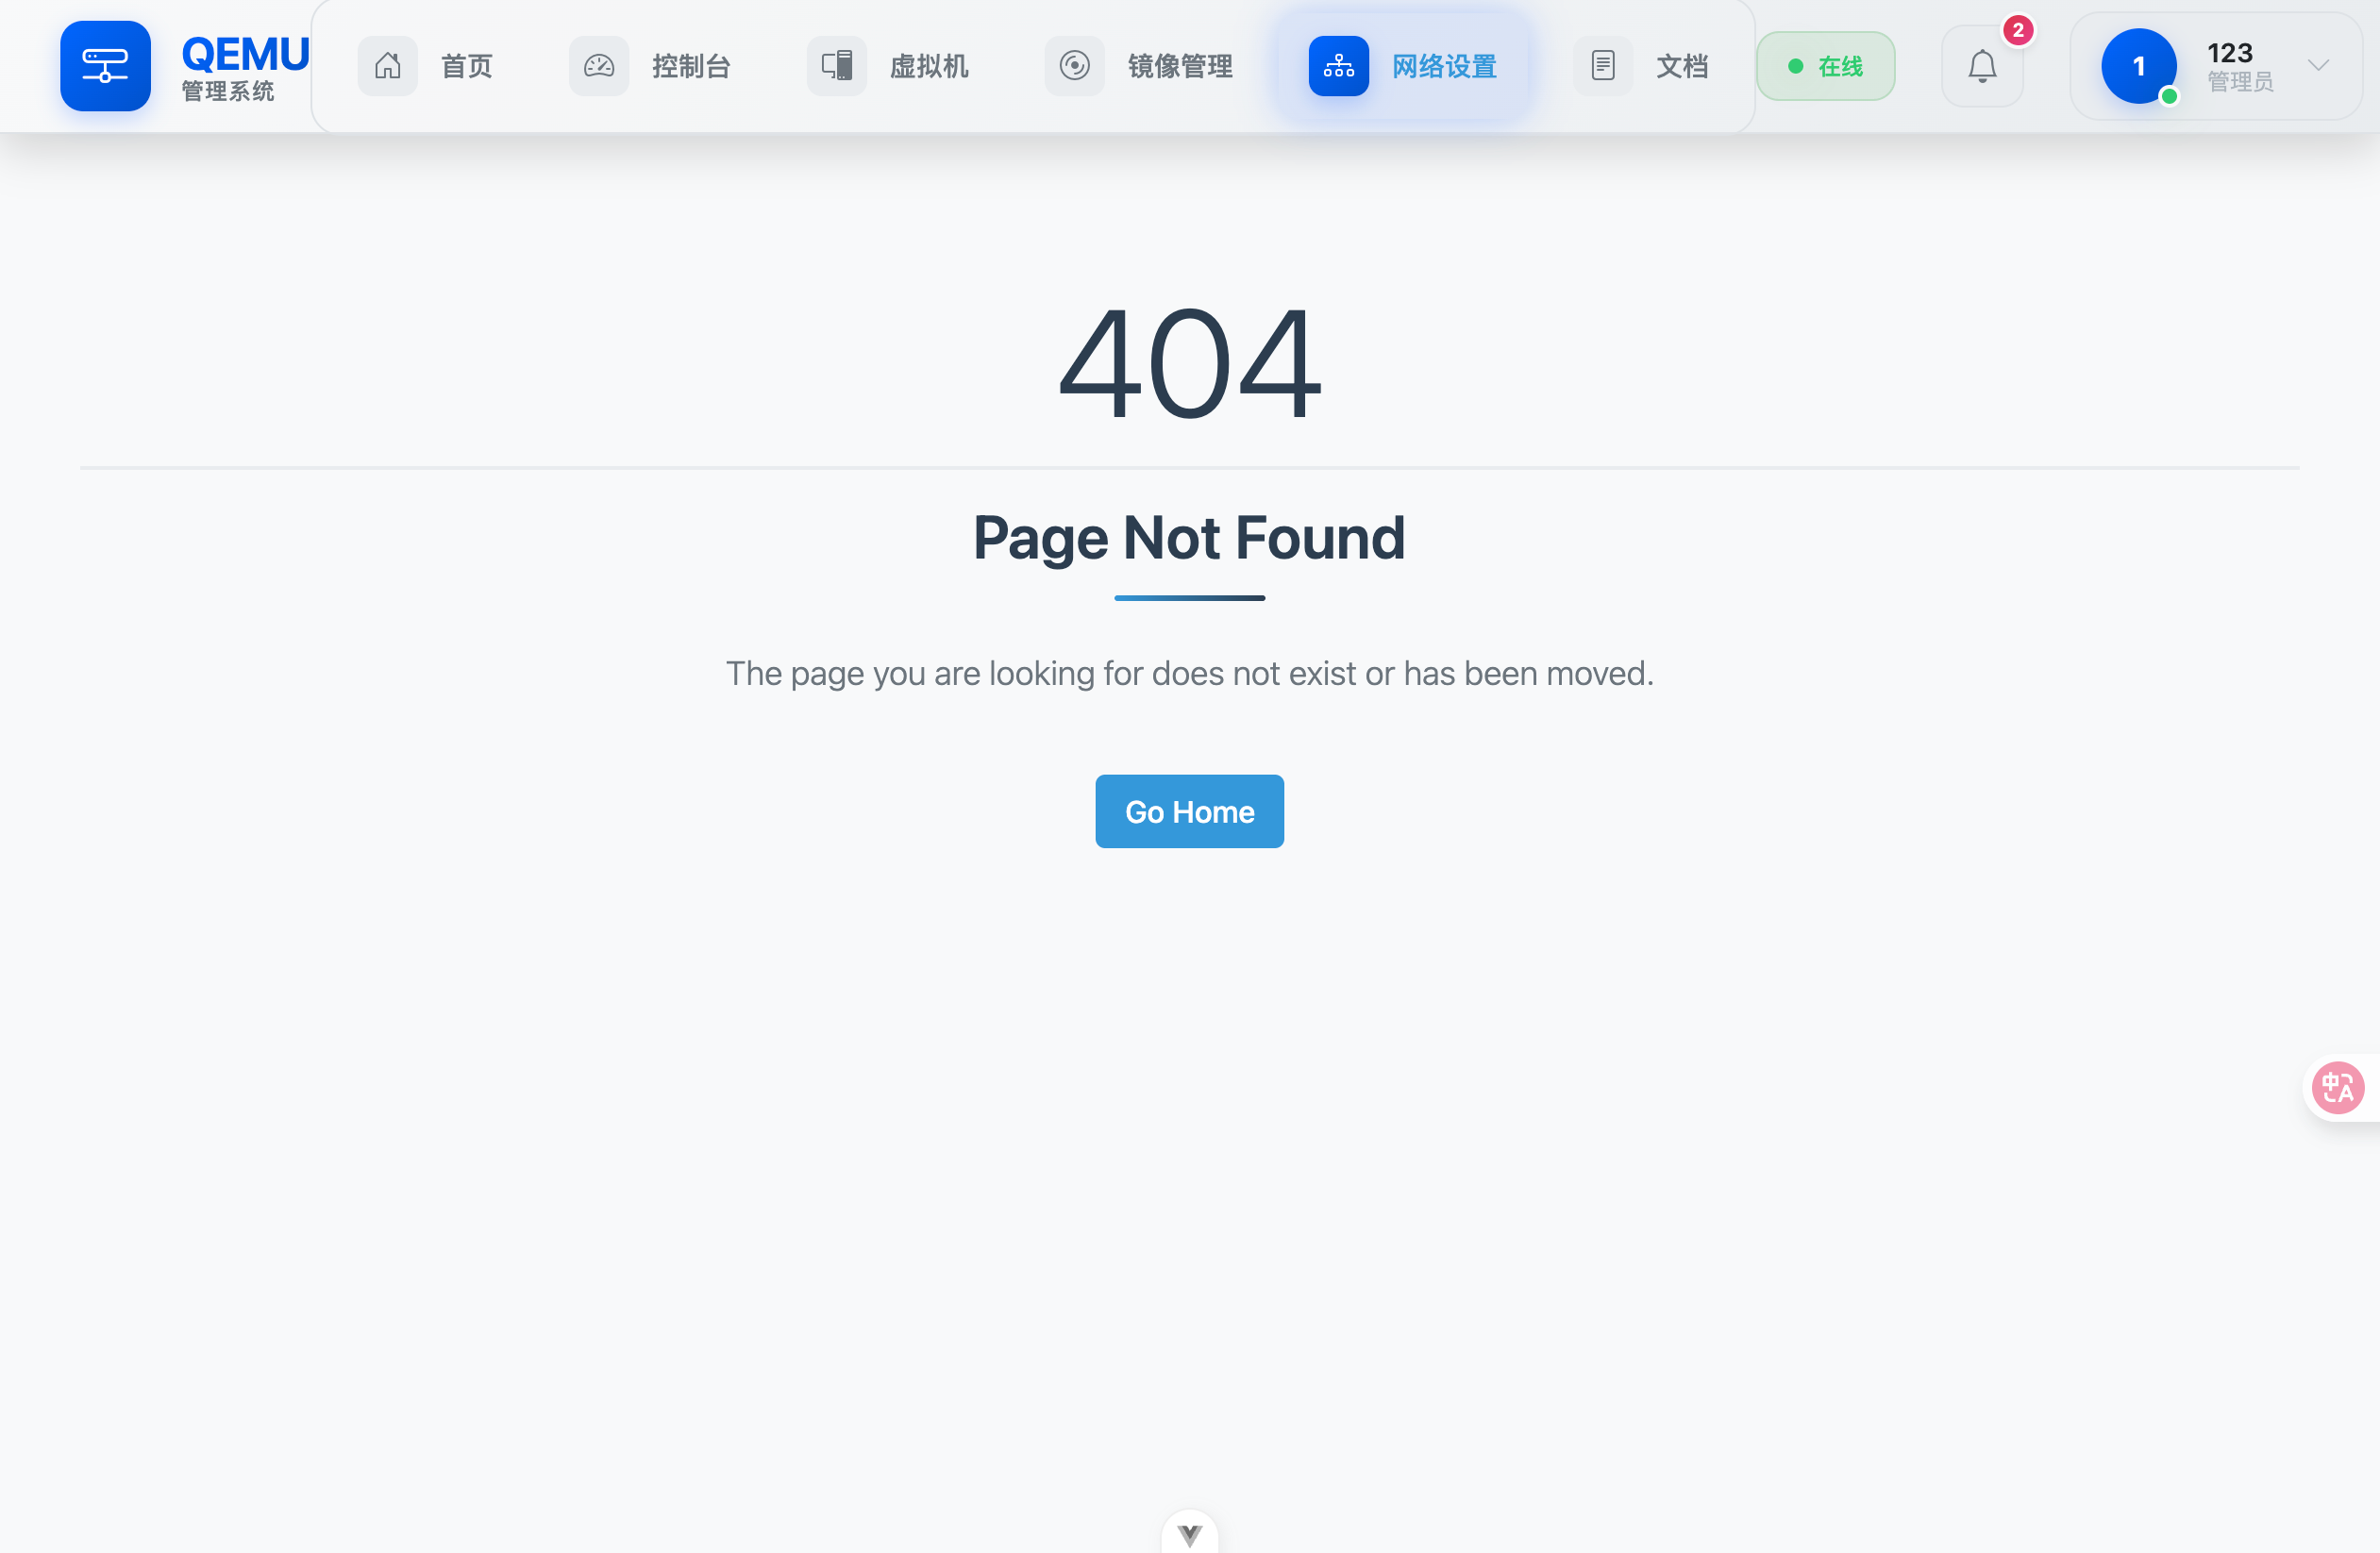 QEMU
管理系统
首页
控制台
虚拟机
镜像管理
网络设置
文档
在线
2
1
123
管理员
404
Page Not Found
The page you are looking for does not exist or has been moved.
Go Home
中A